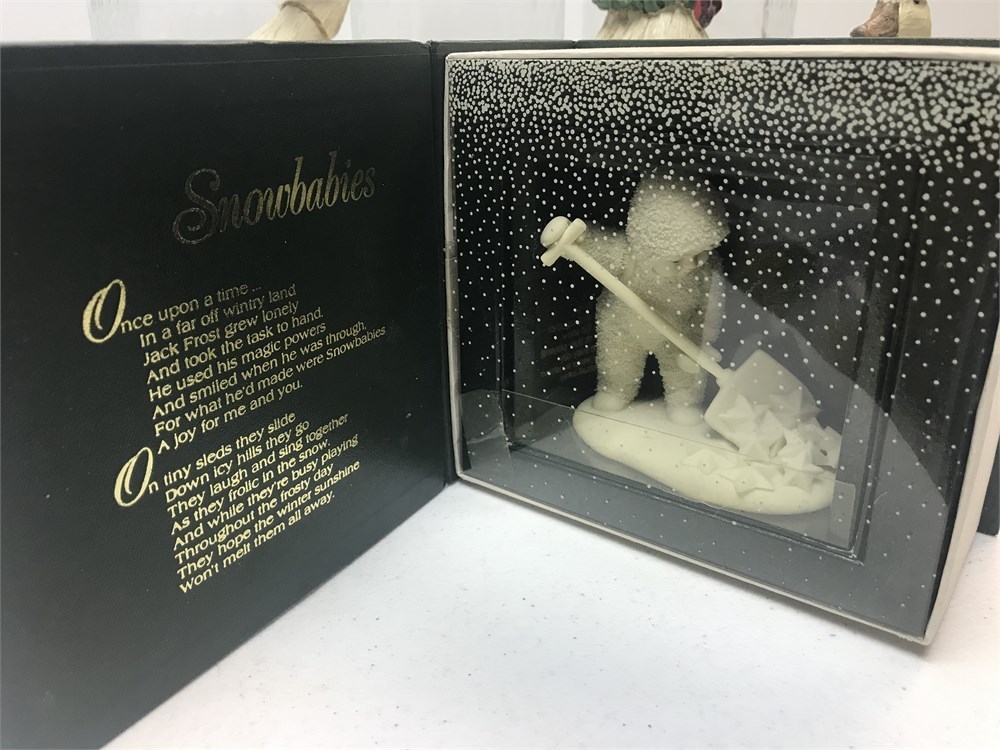 Snowbabies
Once upon a time ...
In a far off wintry land
Jack Frost grew lonely
And took the task to hand.
He used his magic powers
And smiled when he was through,
For what he'd made were Snowbabies
A joy for me and you.
On tiny sleds they slide
Down icy hills they go
They laugh and sing together
As they frolic in the snow.
And while they're busy playing
Throughout the frosty day
They hope the winter sunshine
Won't melt them all away.